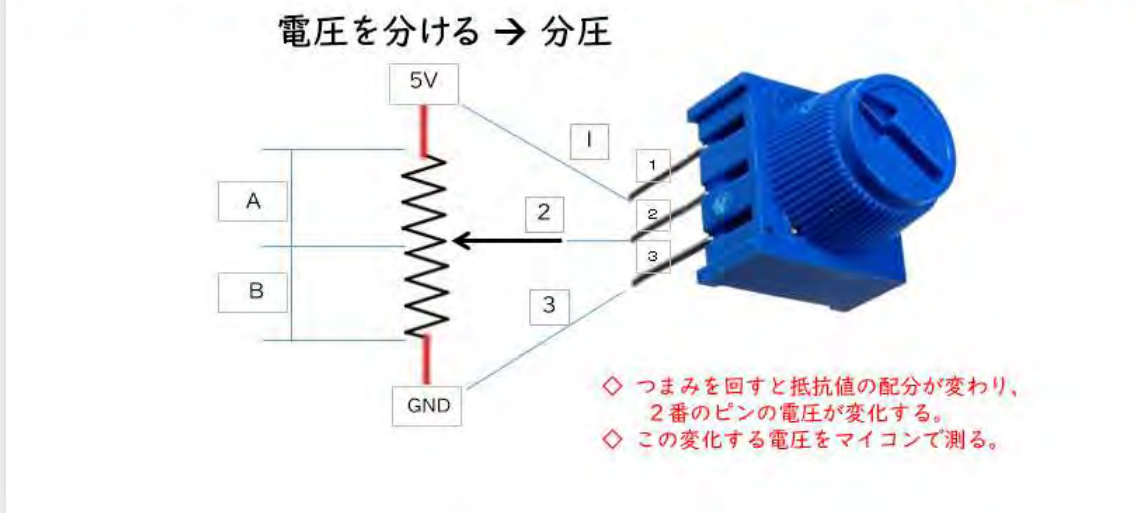 電圧を分ける → 分圧
5V
1
1
A
2
2
3
B
3
GND
◇ つまみを回すと抵抗値の配分が変わり、
２番のピンの電圧が変化する。
◇ この変化する電圧をマイコンで測る。